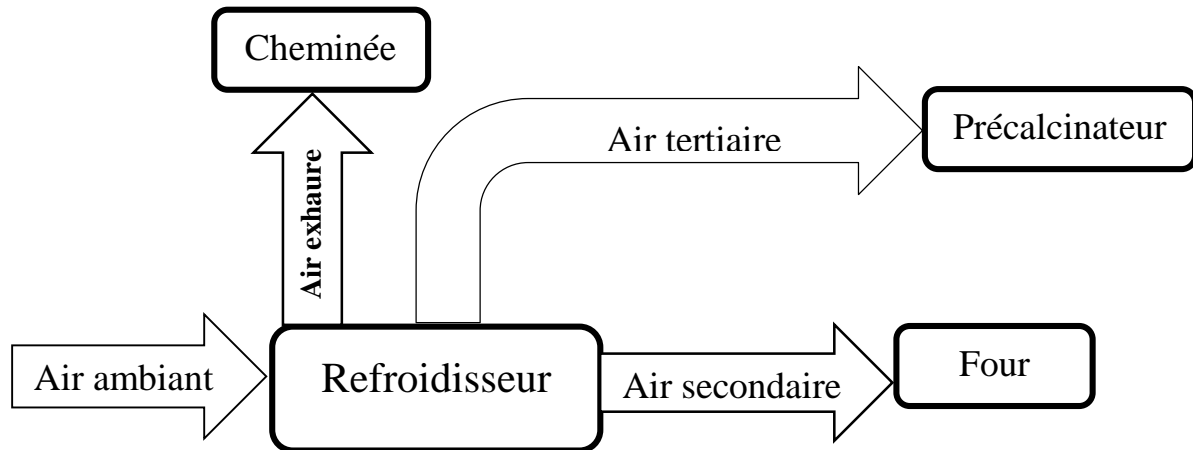 Cheminée
Air tertiaire
Précalcinateur
Air exhaure
Air ambiant
Refroidisseur
Air secondaire
Four